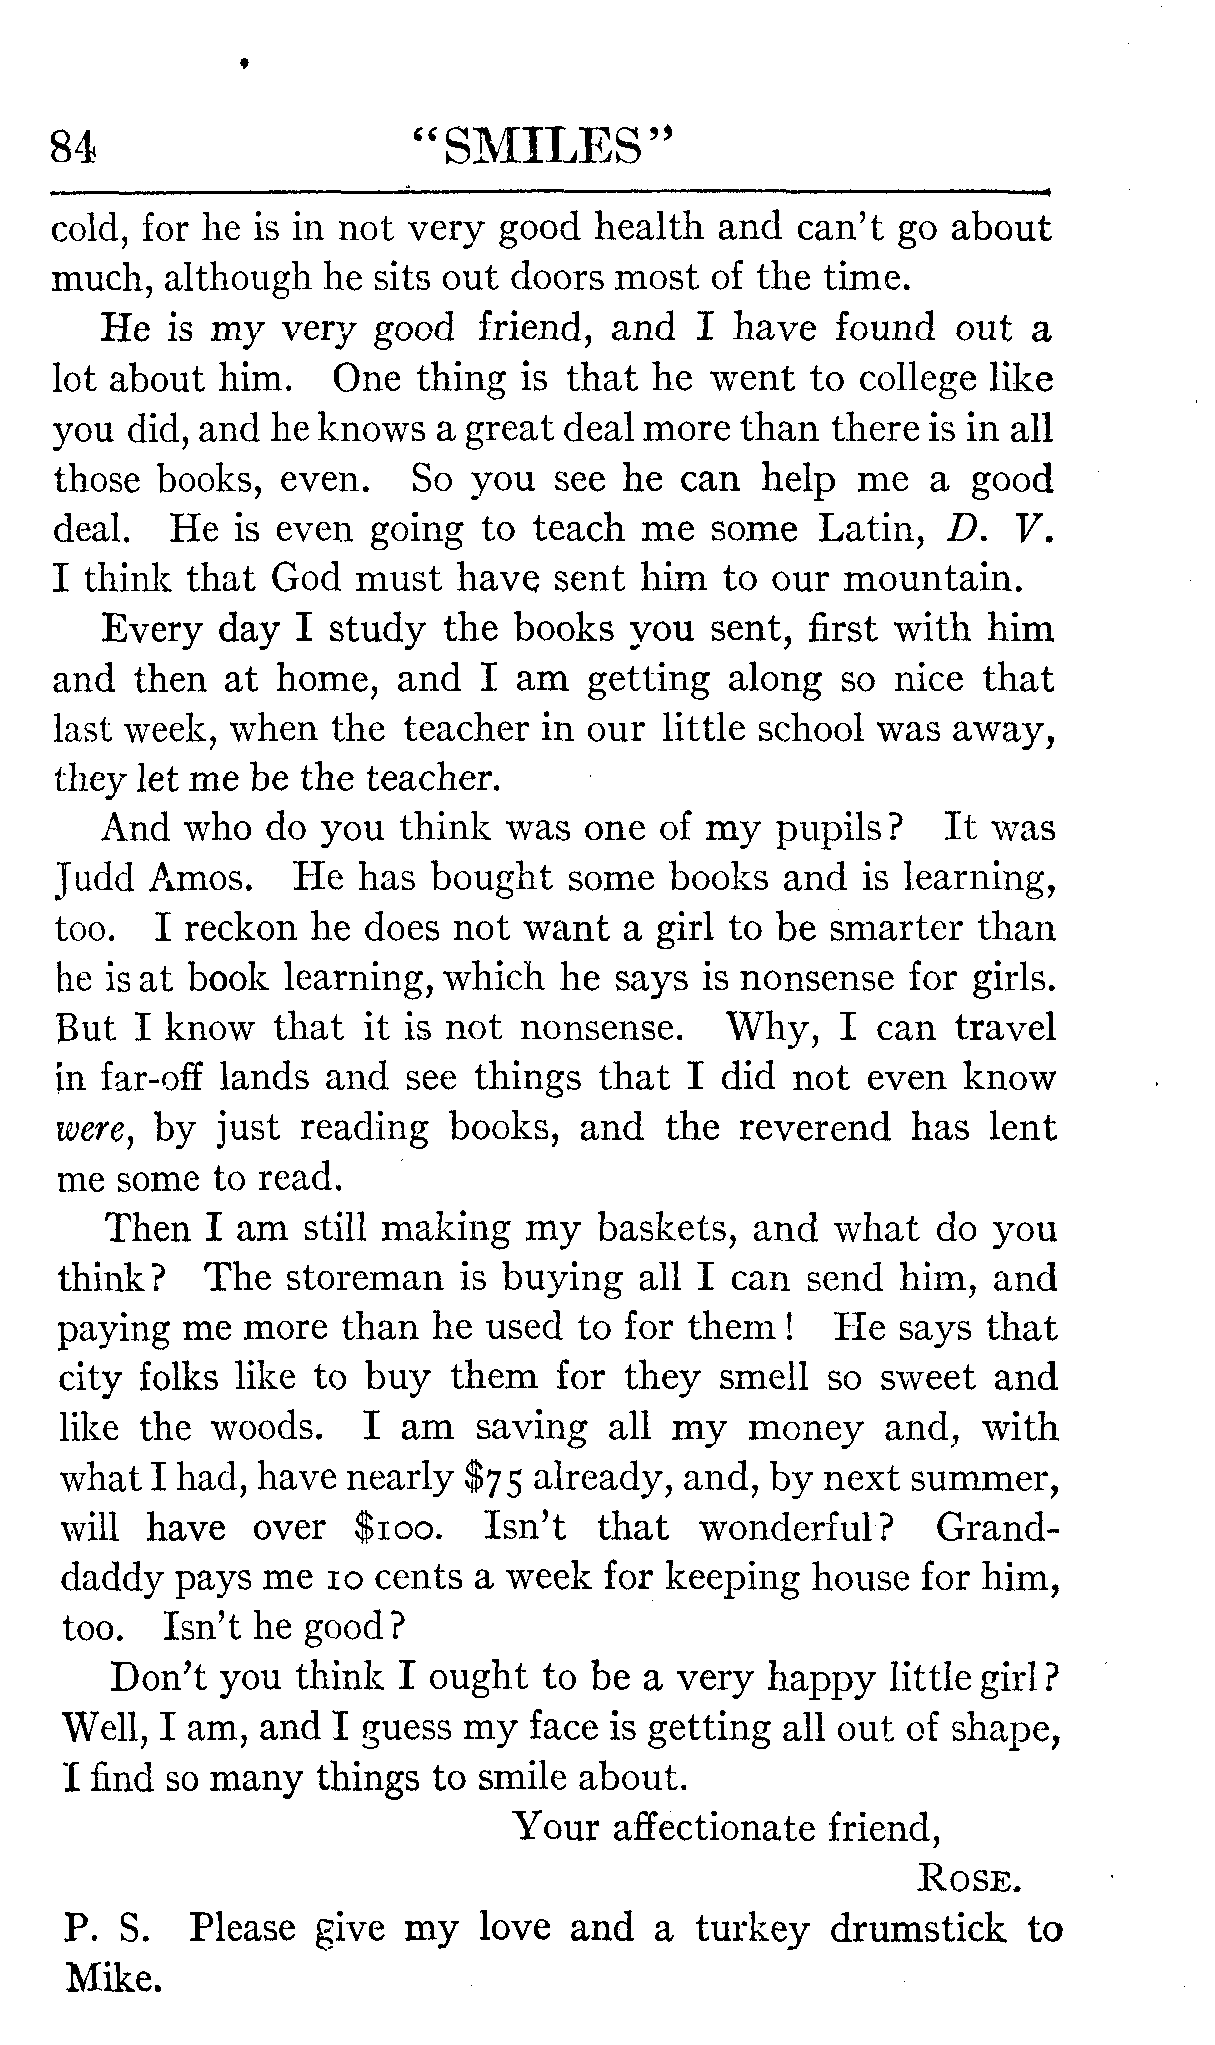 84 "SMILES"
cold, for he is in not very good health and can't go about
much, although he sits out doors most of the time.
He is my very good friend, and I have found out a
lot about him. One thing is that he went to college like
you did, and he knows a great deal more than there is in all
those books, even. So you see he can help me a good
deal. He is even going to teach me some Latin, D. V.
I think that God must have sent him to our mountain.
Every day I study the books you sent, first with him
and then at home, and I am getting along so nice that
last week, when the teacher in our little school was away,
they let me be the teacher.
And who do you think was one of my pupils? It was
Judd Amos. He has bought some books and is learning,
too. I reckon he does not want a girl to be smarter than
he is at book learning, which he says is nonsense for girls.
But I know that it is not nonsense. Why, I can travel
in far-off lands and see things that I did not even know
were, by just reading books, and the reverend has lent
me some to read.
Then I am still making my baskets, and what do you
think? The storeman is buying all I can send him, and
paying me more than he used to for them! He says that
city folks like to buy them for they smell so sweet and
like the woods. I am saving all my money and, with
what I had, have nearly $75 already, and, by next summer,
will have over $100. Isn't that wonderful? Grand-
daddy pays me 10 cents a week for keeping house for him,
too. Isn't he good?
Don't you think I ought to be a very happy little girl?
Well, I am, and I guess my face is getting all out of shape,
I find so many things to smile about.
Your affectionate friend,
ROSE.
P. S. Please give my love and a turkey drumstick to
Mike.